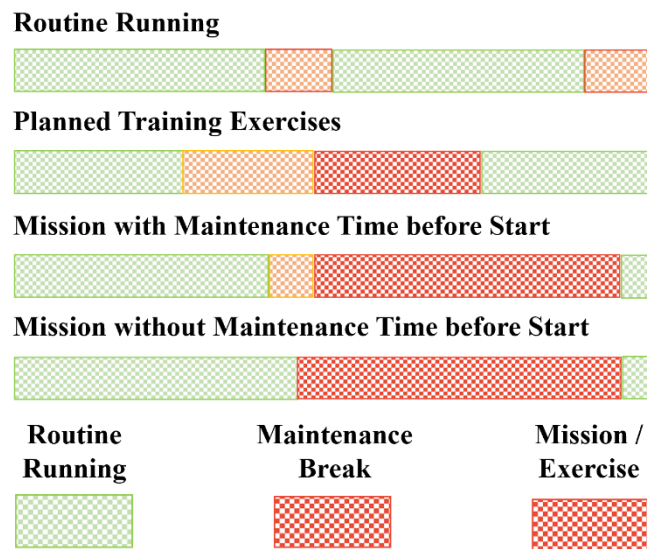 Routine Running
Planned Training Exercises
Mission with Maintenance Time before Start
Mission without Maintenance Time before Start
Routine
Running
Maintenance
Break
Mission /
Exercise